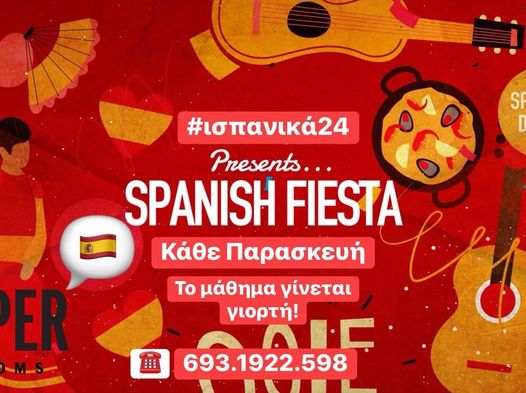 #ισπανικά24
Presents...
SPANISH FIESTA
Κάθε Παρασκευή
Το μάθημα γίνεται
γιορτή!
693.1922.598